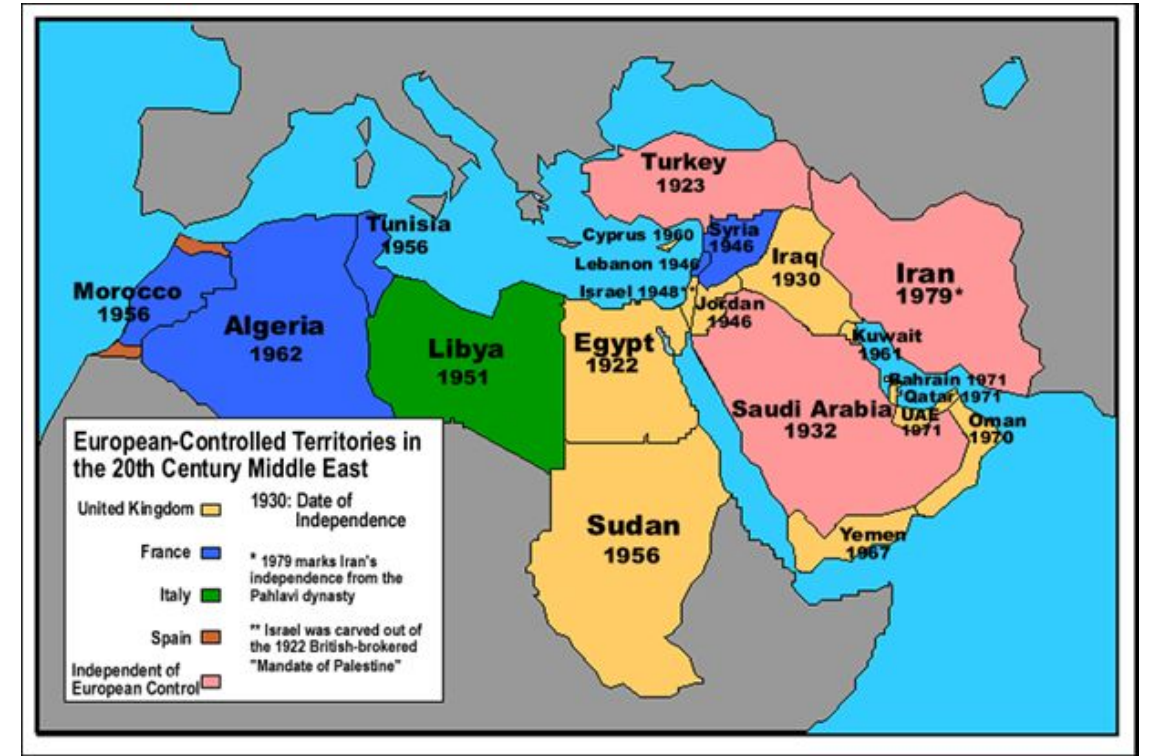 Turkey
1923
Tunisia
1956
Cyprus 1960
Syria
1946
Lebanon 1946
Iraq
1930
Iran
1979*
Israel 1948**
Morocco
1956
Jordan
1946
Algeria
1962
Libya
1951
Egypt
1922
Kuwait
1961
Bahrain 1971
Qatar 1971
Saudi Arabia
1932
UAE
1971
Oman
1970
Sudan
1956
Yemen
1967
European-Controlled Territories in
the 20th Century Middle East
United Kingdom
France
Italy
Spain
Independent of
European Control
1930: Date of
Independence
* 1979 marks Iran's
independence from the
Pahlavi dynasty
** Israel was carved out of
the 1922 British-brokered
"Mandate of Palestine"